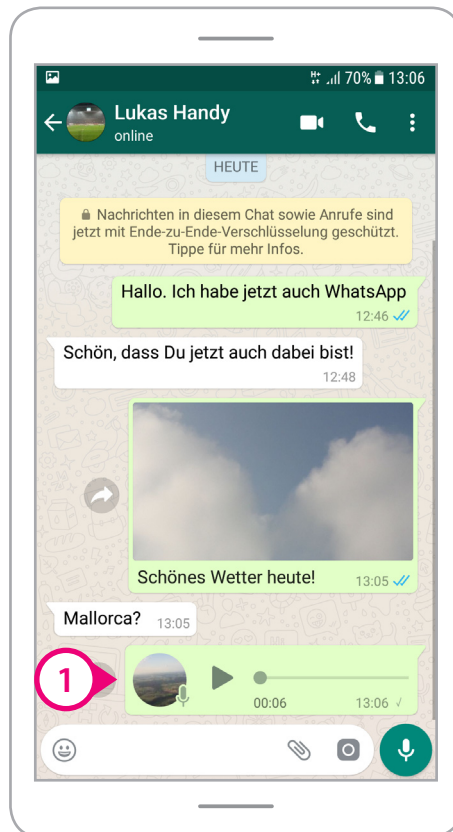 70% 13:06
Lukas Handy
online
HEUTE
Nachrichten in diesem Chat sowie Anrufe sind
jetzt mit Ende-zu-Ende-Verschlüsselung geschützt.
Tippe für mehr Infos.
Hallo. Ich habe jetzt auch WhatsApp
12:46
Schön, dass Du jetzt auch dabei bist!
12:48
Schönes Wetter heute! 13:05
Mallorca? 13:05
1
00:06 13:06